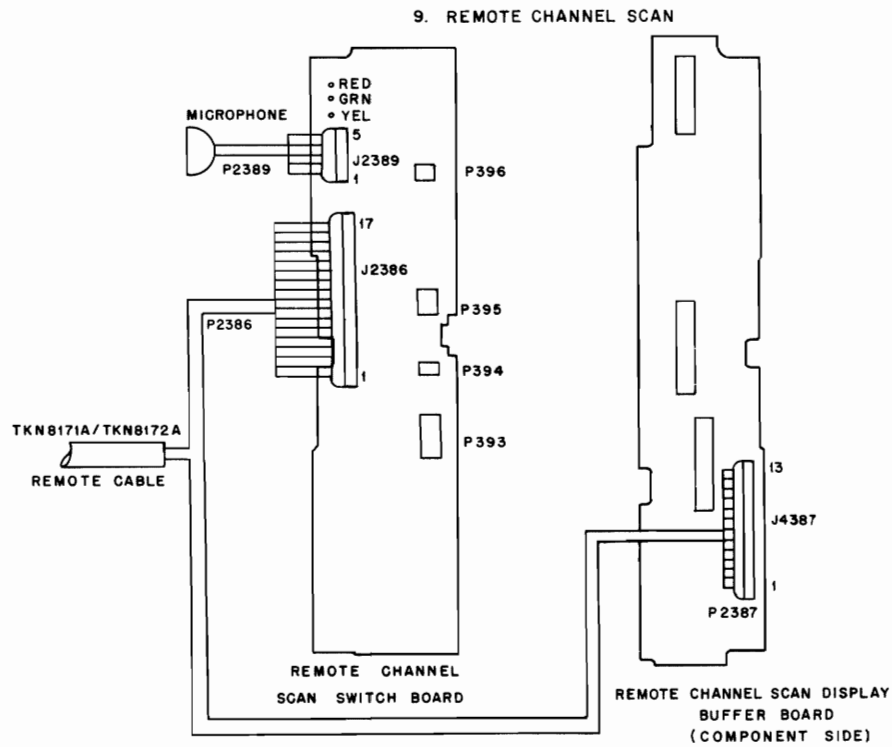 9. REMOTE CHANNEL SCAN
RED
GRN
YEL
MICROPHONE
5
J2389
P2389
1
P396
17
J2386
P2386
P395
1
P394
P393
TKN8171A/TKN8172A
REMOTE CABLE
13
J4387
1
P2387
REMOTE CHANNEL
SCAN SWITCH BOARD
REMOTE CHANNEL SCAN DISPLAY
BUFFER BOARD
(COMPONENT SIDE)